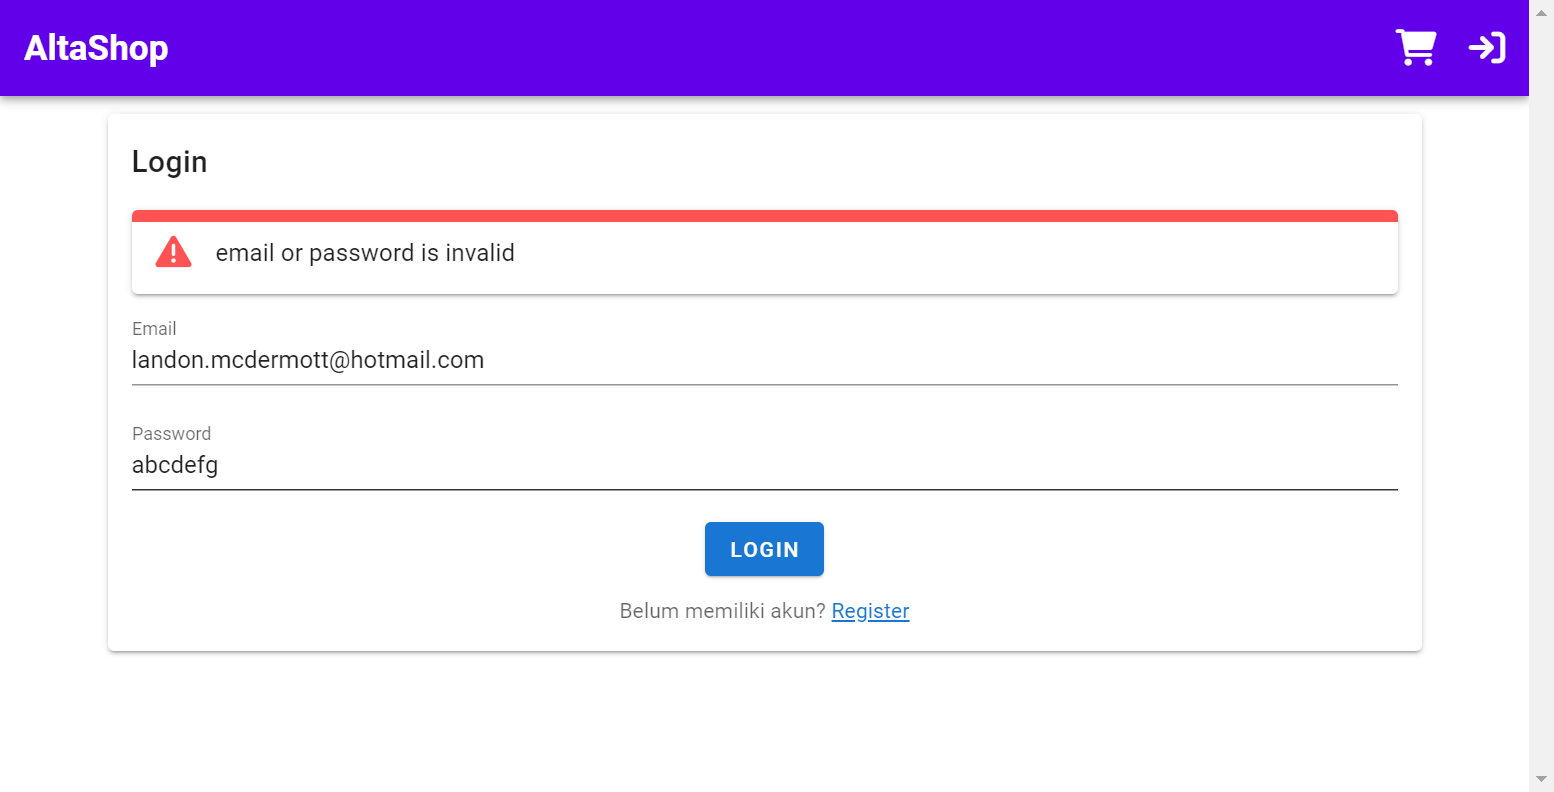 AltaShop
Login
email or password is invalid
Email
landon.mcdermott@hotmail.com
Password
abcdefg
LOGIN
Belum memiliki akun? Register